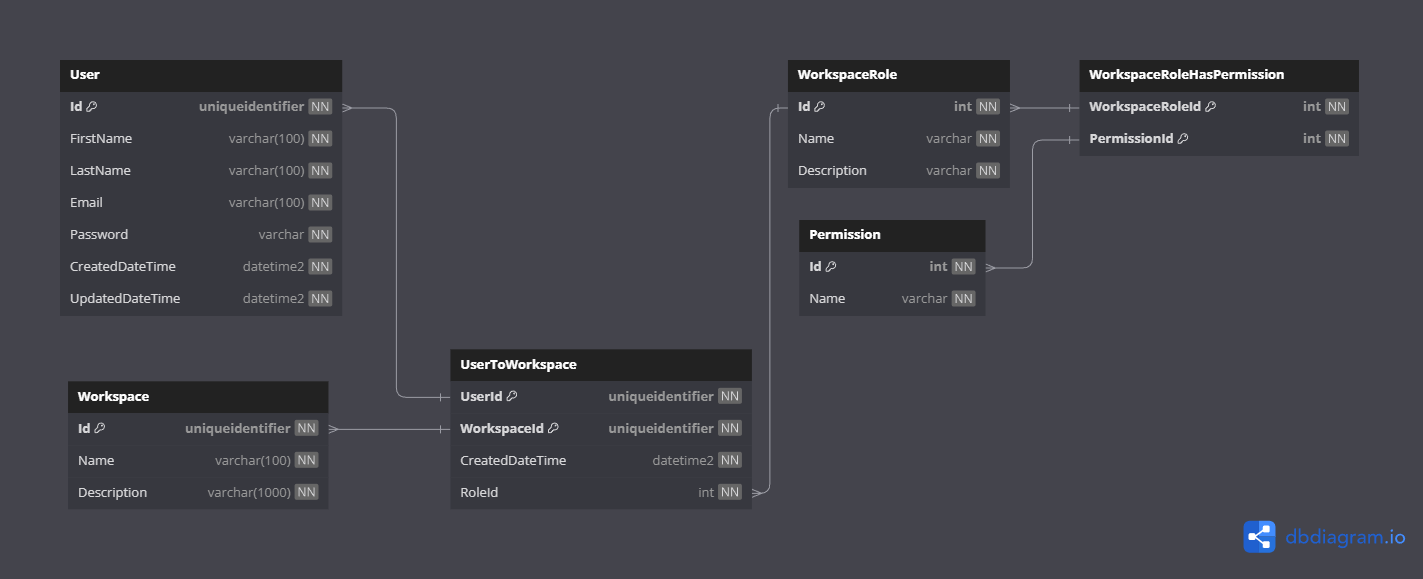 User
Id uniqueidentifier NN
FirstName varchar(100) NN
LastName varchar(100) NN
Email varchar(100) NN
Password varchar NN
CreatedDateTime datetime2 NN
UpdatedDateTime datetime2 NN
Workspace
Id uniqueidentifier NN
Name varchar(100) NN
Description varchar(1000) NN
UserToWorkspace
UserId uniqueidentifier NN
WorkspaceId uniqueidentifier NN
CreatedDateTime datetime2 NN
RoleId int NN
WorkspaceRole
Id int NN
Name varchar NN
Description varchar NN
Permission
Id int NN
Name varchar NN
WorkspaceRoleHasPermission
WorkspaceRoleId int NN
PermissionId int NN
dbdiagram.io